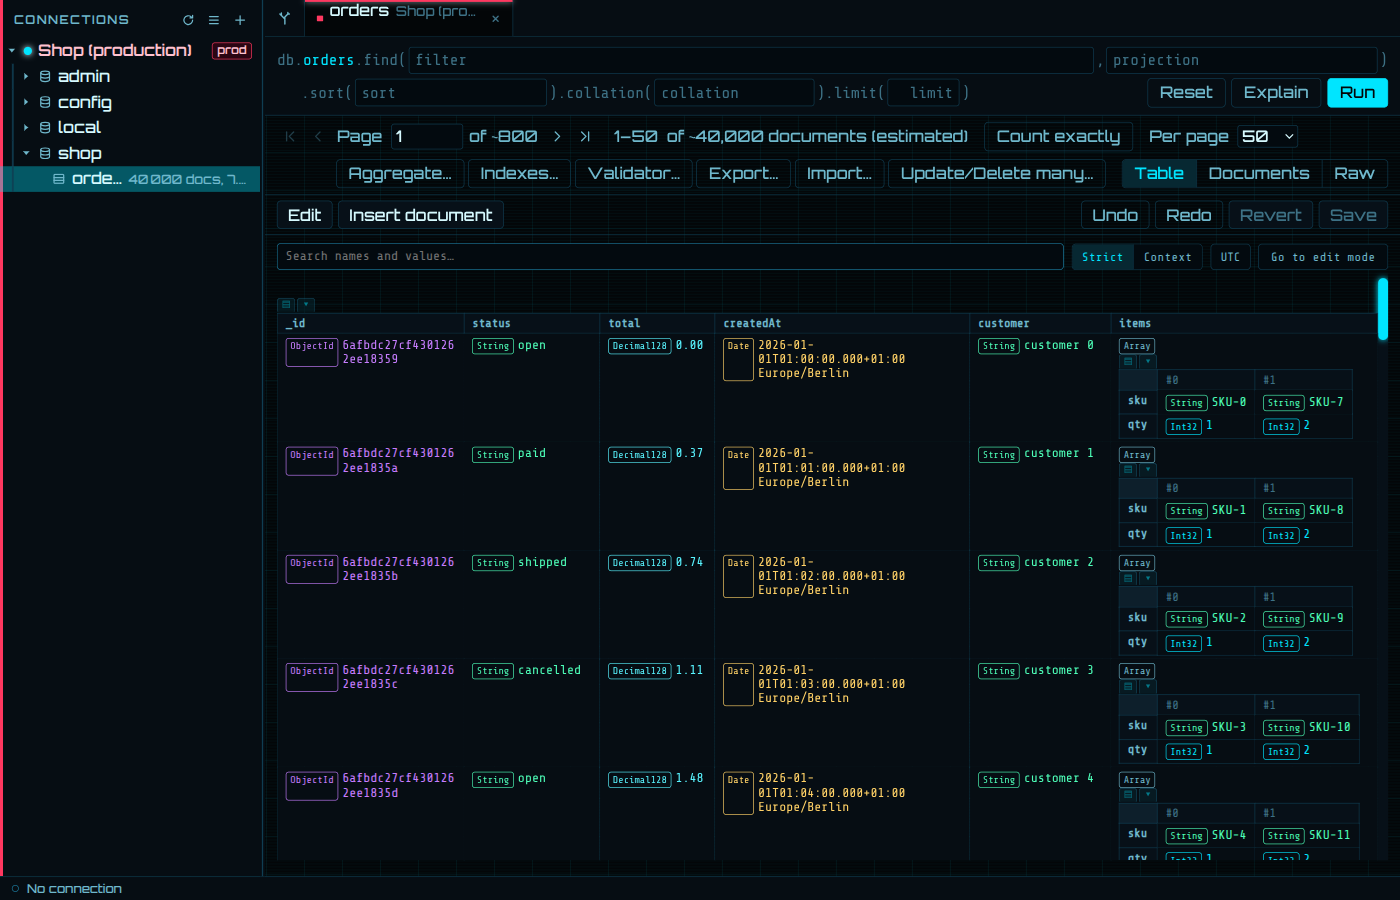 CONNECTIONS
Shop (production) prod
admin
config
local
shop
orde... 40 000 docs, 7....
orders Shop (pro... ×
db.orders.find( filter , projection )
.sort( sort ).collation( collation ).limit( limit )
Reset Explain Run
Page 1 of ~800 1–50 of ~40,000 documents (estimated) Count exactly Per page 50
Aggregate... Indexes... Validator... Export... Import... Update/Delete many... Table Documents Raw
Edit Insert document Undo Redo Revert Save
Search names and values… Strict Context UTC Go to edit mode
_id status total createdAt customer items
ObjectId 6afbdc27cf430126 String open Decimal128 0.00 Date 2026-01- String customer 0 Array
2ee18359 01T01:00:00.000+01:00
Europe/Berlin
#0 #1
sku String SKU-0 String SKU-7
qty Int32 1 Int32 2
ObjectId 6afbdc27cf430126 String paid Decimal128 0.37 Date 2026-01- String customer 1 Array
2ee1835a 01T01:01:00.000+01:00
Europe/Berlin
#0 #1
sku String SKU-1 String SKU-8
qty Int32 1 Int32 2
ObjectId 6afbdc27cf430126 String shipped Decimal128 0.74 Date 2026-01- String customer 2 Array
2ee1835b 01T01:02:00.000+01:00
Europe/Berlin
#0 #1
sku String SKU-2 String SKU-9
qty Int32 1 Int32 2
ObjectId 6afbdc27cf430126 String cancelled Decimal128 1.11 Date 2026-01- String customer 3 Array
2ee1835c 01T01:03:00.000+01:00
Europe/Berlin
#0 #1
sku String SKU-3 String SKU-10
qty Int32 1 Int32 2
ObjectId 6afbdc27cf430126 String open Decimal128 1.48 Date 2026-01- String customer 4 Array
2ee1835d 01T01:04:00.000+01:00
Europe/Berlin
#0 #1
sku String SKU-4 String SKU-11
qty Int32 1 Int32 2
No connection